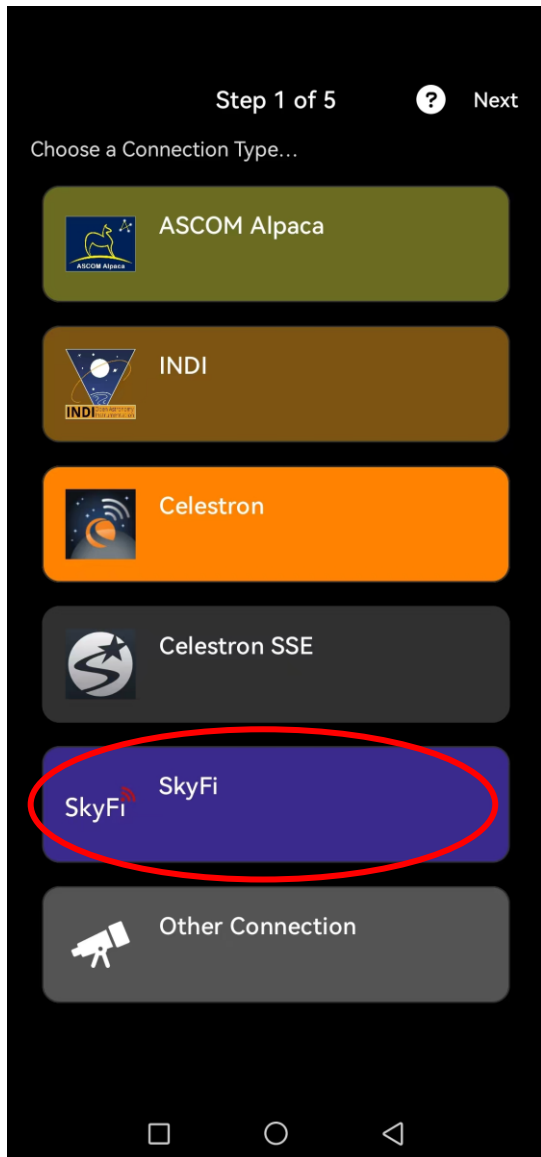 Step 1 of 5
? Next
Choose a Connection Type...
ASCOM Alpaca
ASCOM Alpaca
INDI
INDI
Celestron
Celestron SSE
SkyFi
SkyFi
Other Connection